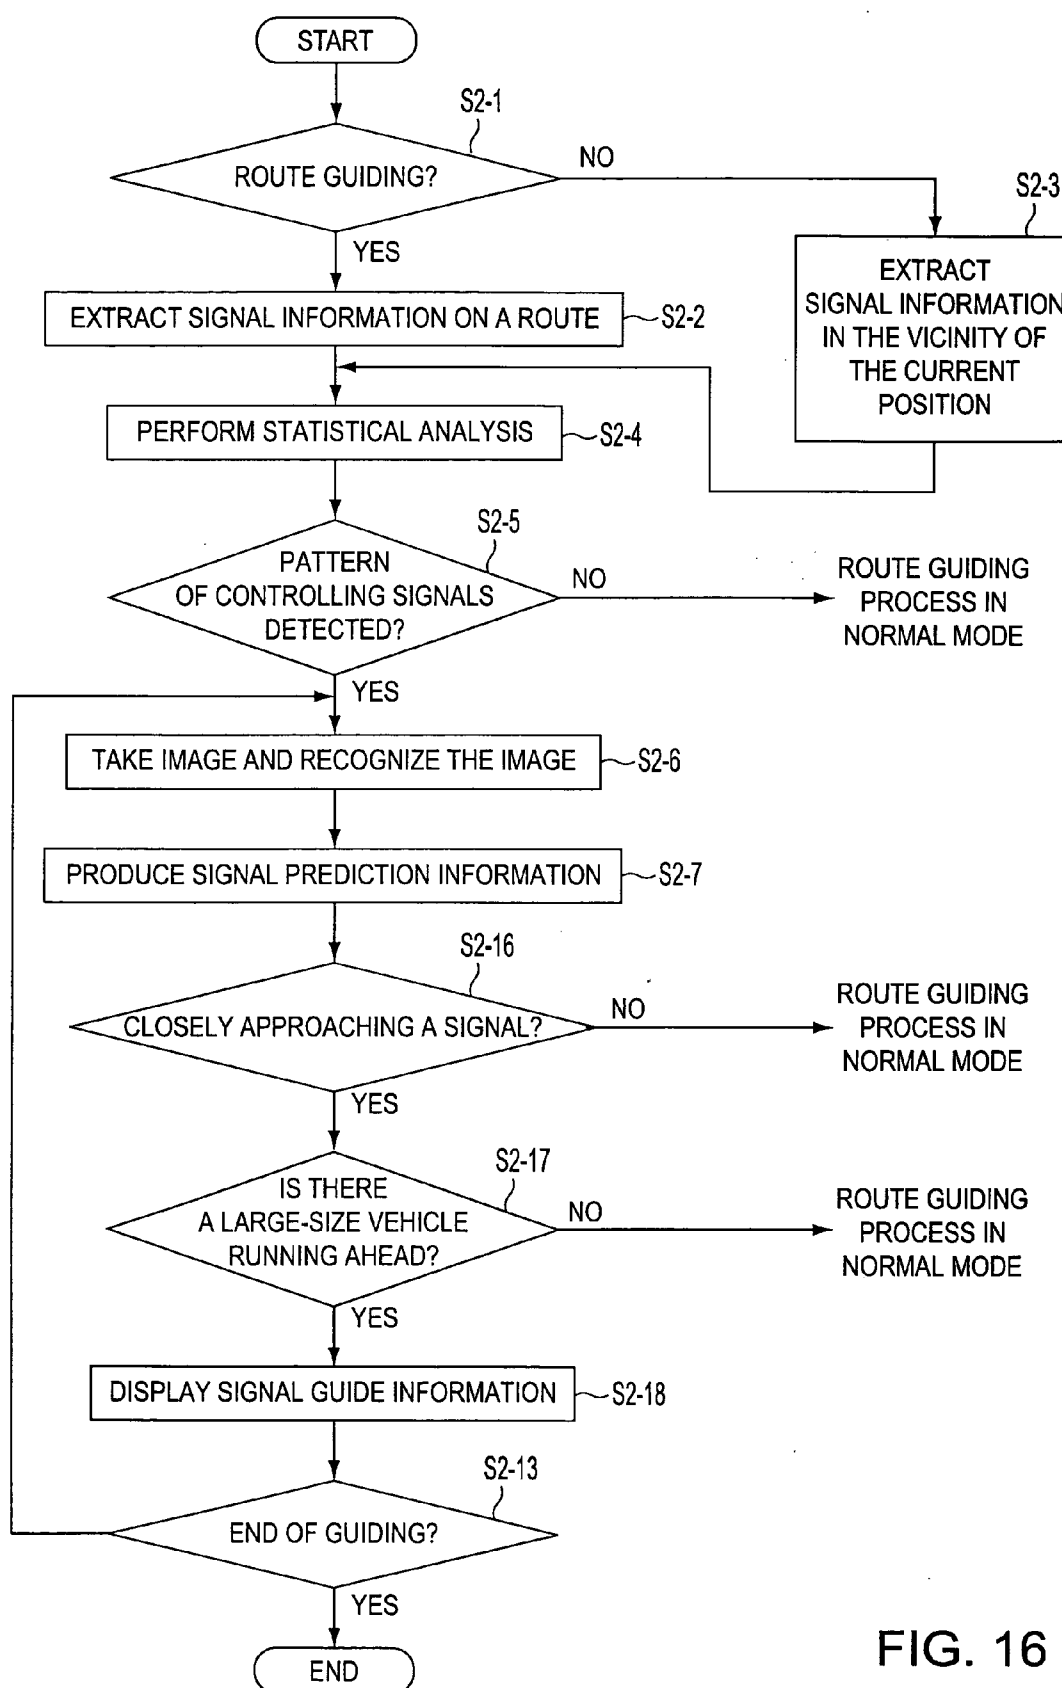 START
S2-1
ROUTE GUIDING?
NO
YES
S2-3
EXTRACT
SIGNAL INFORMATION
IN THE VICINITY OF
THE CURRENT
POSITION
EXTRACT SIGNAL INFORMATION ON A ROUTE
S2-2
PERFORM STATISTICAL ANALYSIS
S2-4
S2-5
PATTERN
OF CONTROLLING SIGNALS
DETECTED?
NO
ROUTE GUIDING
PROCESS IN
NORMAL MODE
YES
TAKE IMAGE AND RECOGNIZE THE IMAGE
S2-6
PRODUCE SIGNAL PREDICTION INFORMATION
S2-7
S2-16
CLOSELY APPROACHING A SIGNAL?
NO
ROUTE GUIDING
PROCESS IN
NORMAL MODE
YES
S2-17
IS THERE
A LARGE-SIZE VEHICLE
RUNNING AHEAD?
NO
ROUTE GUIDING
PROCESS IN
NORMAL MODE
YES
DISPLAY SIGNAL GUIDE INFORMATION
S2-18
S2-13
END OF GUIDING?
YES
END
FIG. 16